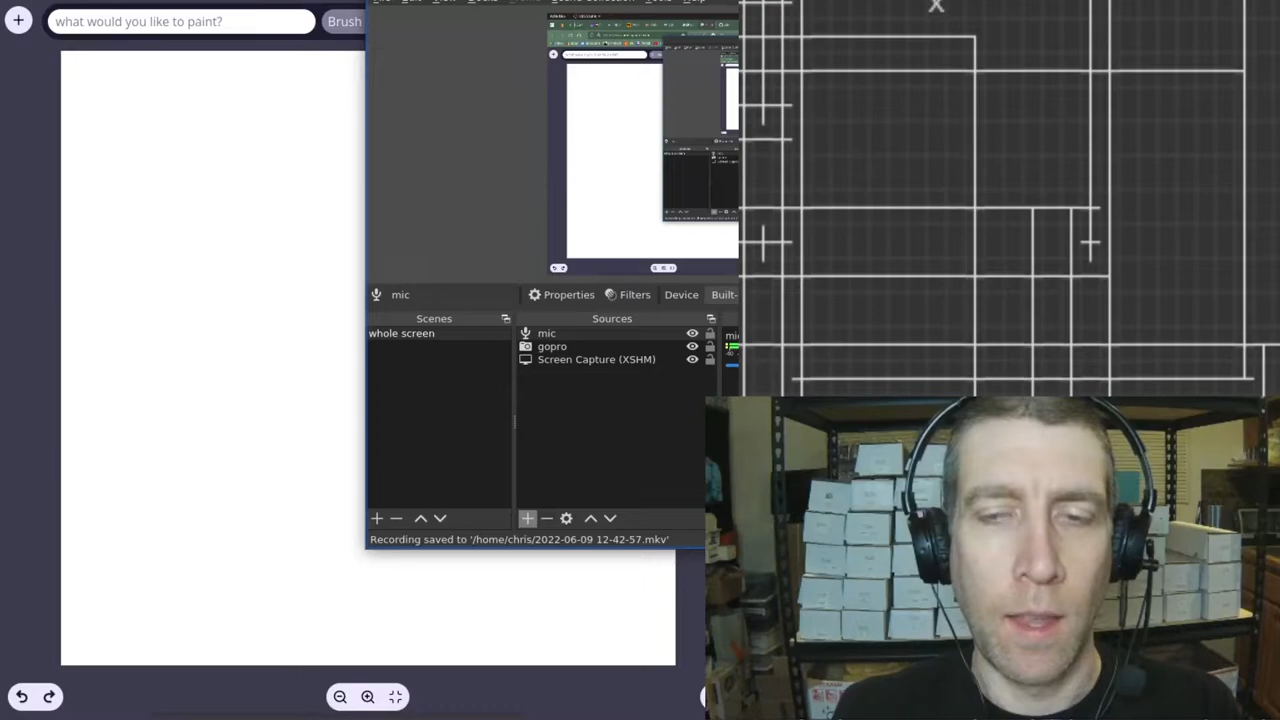 what would you like to paint?
Brush
mic
Properties
Filters
Device
Built-
Scenes
Sources
whole screen
mic
gopro
Screen Capture (XSHM)
mi
Recording saved to '/home/chris/2022-06-09 12-42-57.mkv'